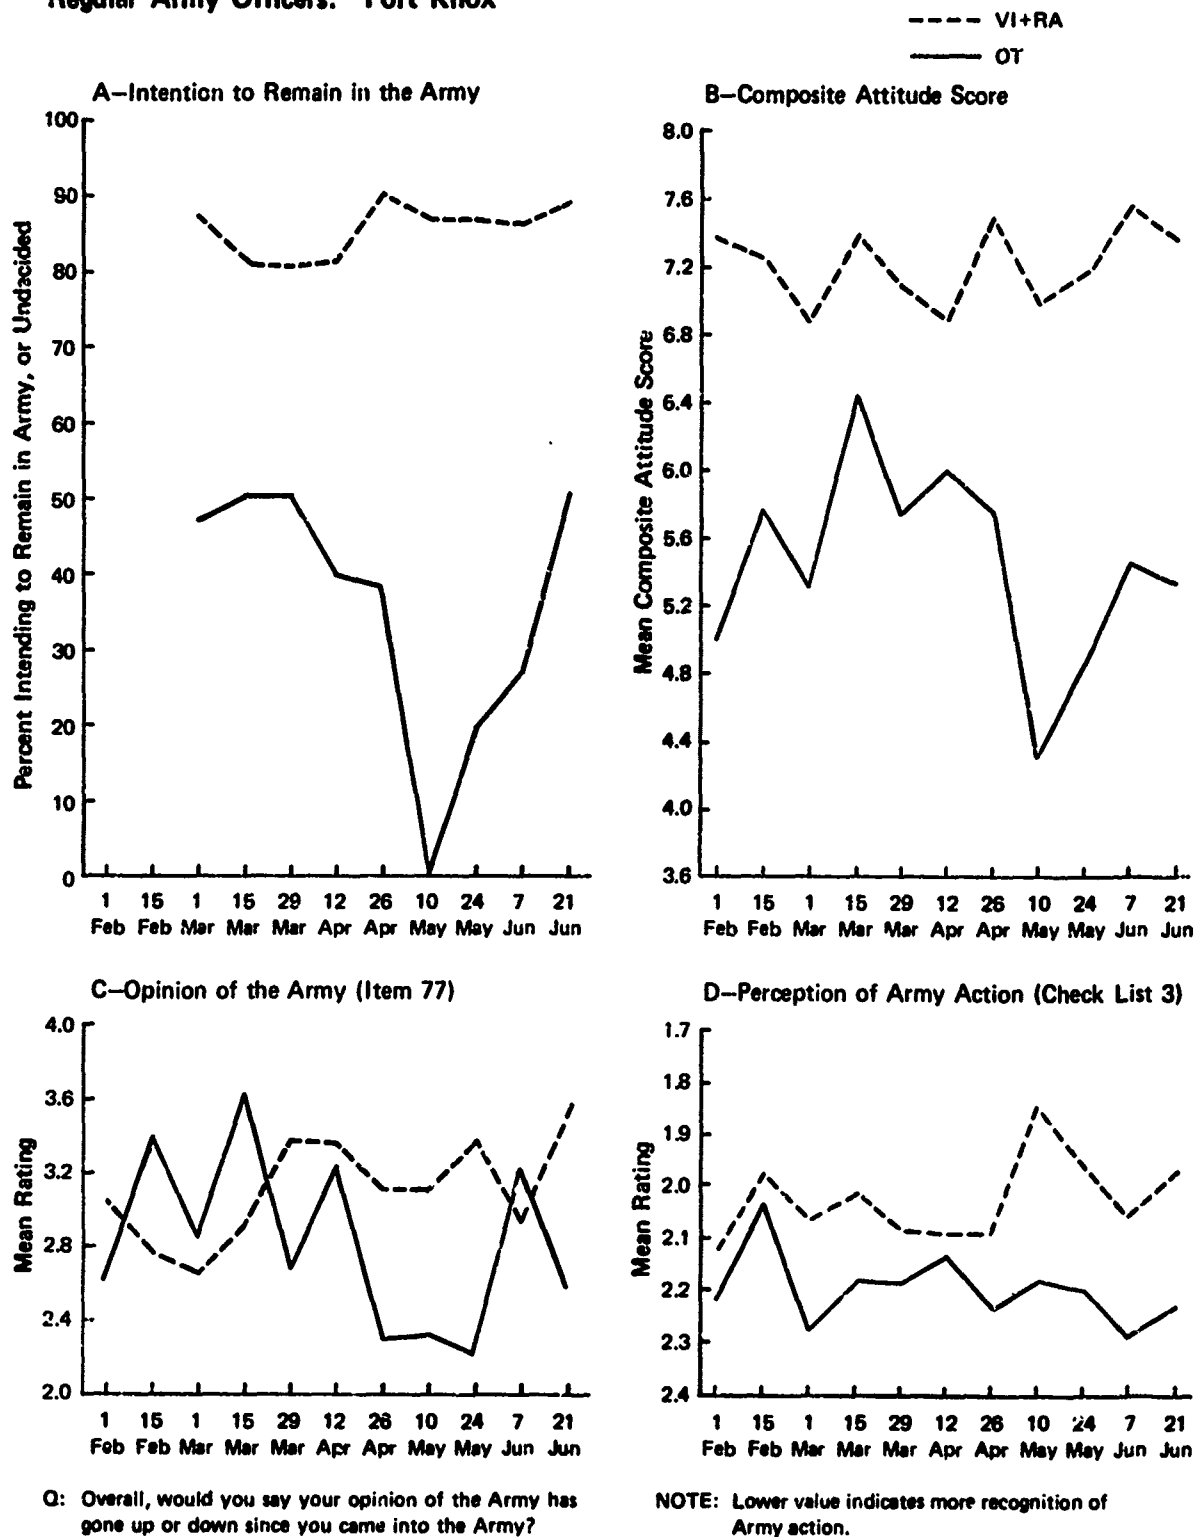 Regular Army Officers: Fort Knox
VI+RA
OT
A—Intention to Remain in the Army
Percent Intending to Remain in Army, or Undecided
100
90
80
70
60
50
40
30
20
10
0
1 15 1 15 29 12 26 10 24 7 21
Feb Feb Mar Mar Mar Apr Apr May May Jun Jun
B—Composite Attitude Score
Mean Composite Attitude Score
8.0
7.6
7.2
6.8
6.4
6.0
5.6
5.2
4.8
4.4
4.0
3.6
1 15 1 15 29 12 26 10 24 7 21
Feb Feb Mar Mar Mar Apr Apr May May Jun Jun
C—Opinion of the Army (Item 77)
Mean Rating
4.0
3.6
3.2
2.8
2.4
2.0
1 15 1 15 29 12 26 10 24 7 21
Feb Feb Mar Mar Mar Apr Apr May May Jun Jun
Q: Overall, would you say your opinion of the Army has
gone up or down since you came into the Army?
D—Perception of Army Action (Check List 3)
Mean Rating
1.7
1.8
1.9
2.0
2.1
2.2
2.3
2.4
1 15 1 15 29 12 26 10 24 7 21
Feb Feb Mar Mar Mar Apr Apr May May Jun Jun
NOTE: Lower value indicates more recognition of
Army action.